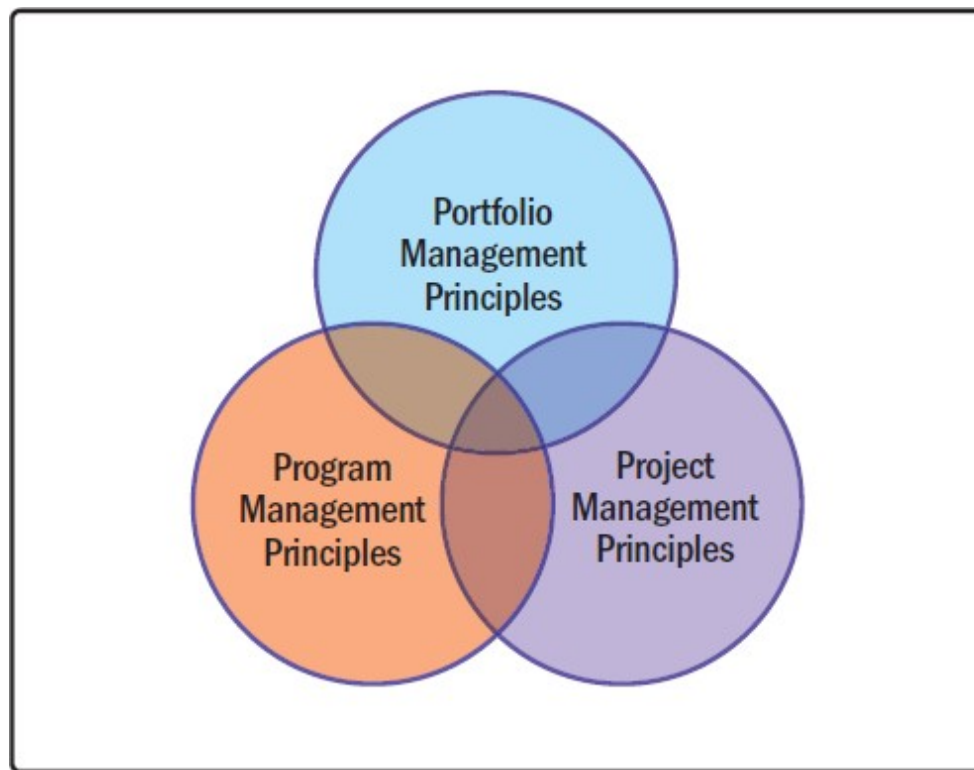 Portfolio
Management
Principles
Program
Management
Principles
Project
Management
Principles